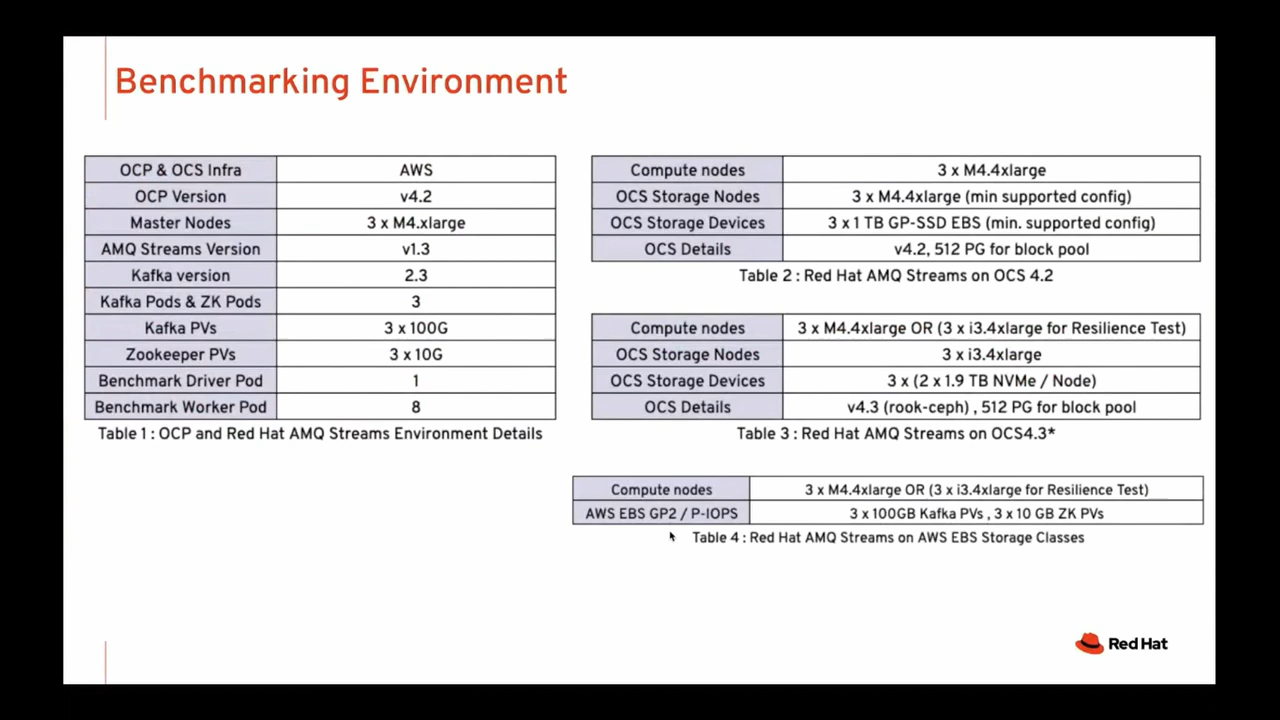 Benchmarking Environment
OCP & OCS Infra AWS
OCP Version v4.2
Master Nodes 3 x M4.xlarge
AMQ Streams Version v1.3
Kafka version 2.3
Kafka Pods & ZK Pods 3
Kafka PVs 3 x 100G
Zookeeper PVs 3 x 10G
Benchmark Driver Pod 1
Benchmark Worker Pod 8
Table 1 : OCP and Red Hat AMQ Streams Environment Details
Compute nodes 3 x M4.4xlarge
OCS Storage Nodes 3 x M4.4xlarge (min supported config)
OCS Storage Devices 3 x 1 TB GP-SSD EBS (min. supported config)
OCS Details v4.2, 512 PG for block pool
Table 2 : Red Hat AMQ Streams on OCS 4.2
Compute nodes 3 x M4.4xlarge OR (3 x i3.4xlarge for Resilience Test)
OCS Storage Nodes 3 x i3.4xlarge
OCS Storage Devices 3 x (2 x 1.9 TB NVMe / Node)
OCS Details v4.3 (rook-ceph) , 512 PG for block pool
Table 3 : Red Hat AMQ Streams on OCS4.3*
Compute nodes 3 x M4.4xlarge OR (3 x i3.4xlarge for Resilience Test)
AWS EBS GP2 / P-IOPS 3 x 100GB Kafka PVs , 3 x 10 GB ZK PVs
Table 4 : Red Hat AMQ Streams on AWS EBS Storage Classes
Red Hat